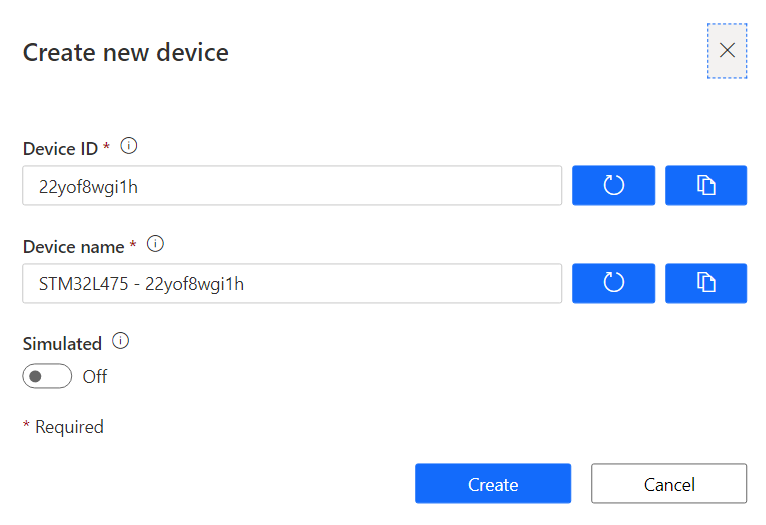 Create new device
Device ID *
22yof8wgi1h
Device name *
STM32L475 - 22yof8wgi1h
Simulated
Off
* Required
Create
Cancel